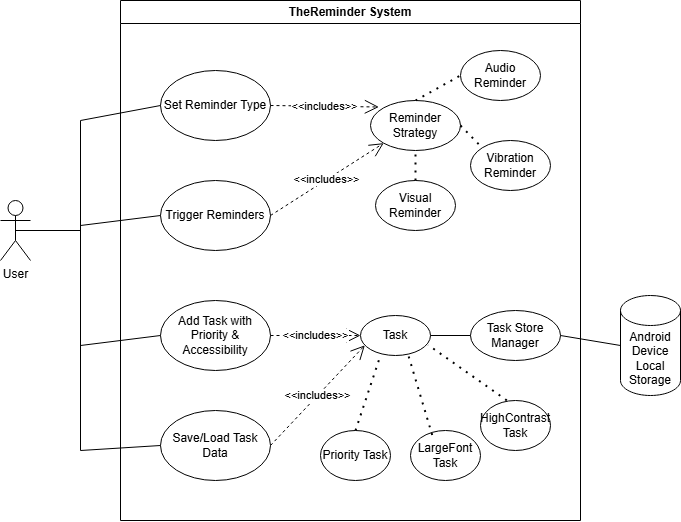 TheReminder System
Audio
Reminder
Set Reminder Type
<<includes>>
Reminder
Strategy
Vibration
Reminder
<<includes>>
Visual
Reminder
Trigger Reminders
User
Add Task with
Priority &
Accessibility
<<includes>>
Task
Task Store
Manager
Android
Device
Local
Storage
<<includes>>
HighContrast
Task
Save/Load Task
Data
Priority Task
LargeFont
Task